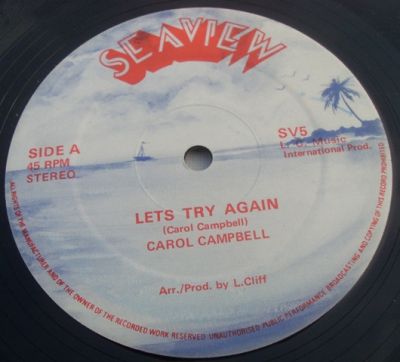 SEAVIEW
SIDE A
45 RPM
STEREO
SV5
L. C. Music
International Prod.
LETS TRY AGAIN
(Carol Campbell)
CAROL CAMPBELL
Arr./Prod. by L.Cliff
ALL RIGHTS OF THE MANUFACTURER AND OF THE OWNER OF THE RECORDED WORK RESERVED UNAUTHORISED PUBLIC PERFORMANCE BROADCASTING AND COPYING OF THIS RECORD PROHIBITED